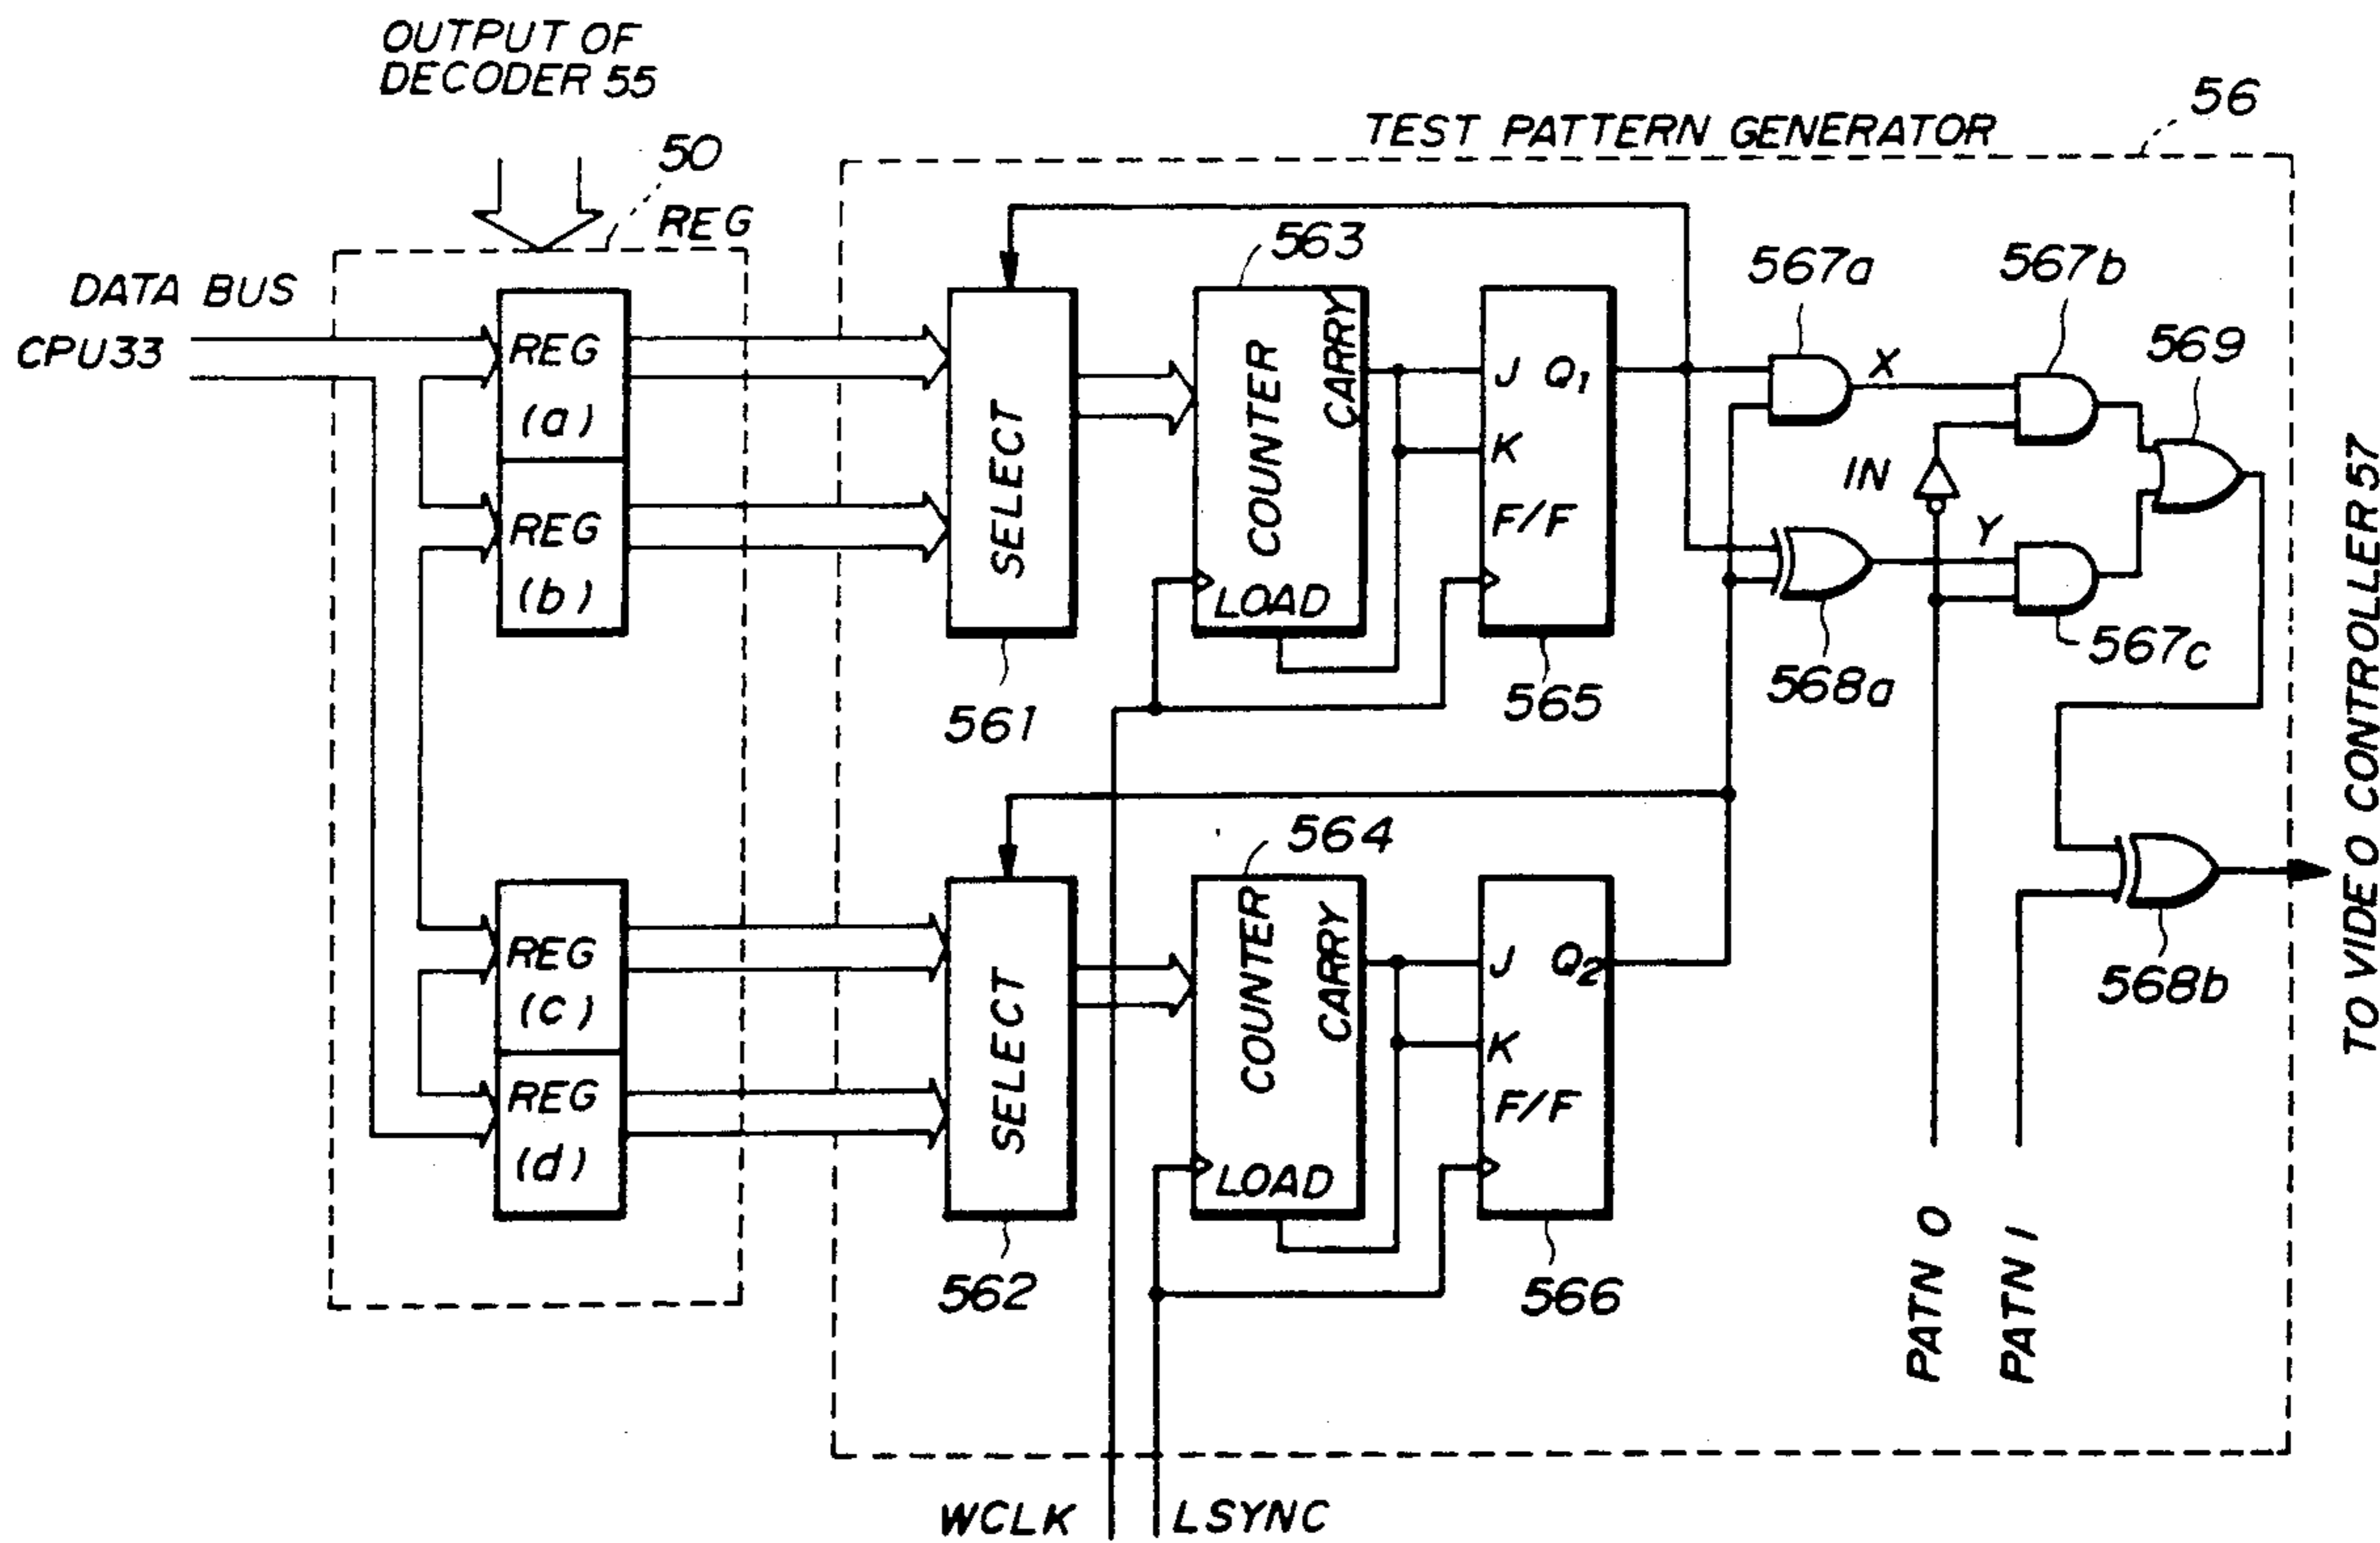 OUTPUT OF
DECODER 55
50
REG
TEST PATTERN GENERATOR
56
DATA BUS
CPU33
REG
(a)
REG
(b)
REG
(c)
REG
(d)
SELECT
561
563
COUNTER
CARRY
LOAD
J Q1
K
F/F
565
567a
X
567b
569
IN
Y
568a
567c
SELECT
562
564
COUNTER
CARRY
LOAD
J Q2
K
F/F
566
568b
PATN 0
PATN 1
TO VIDEO CONTROLLER 57
WCLK
LSYNC